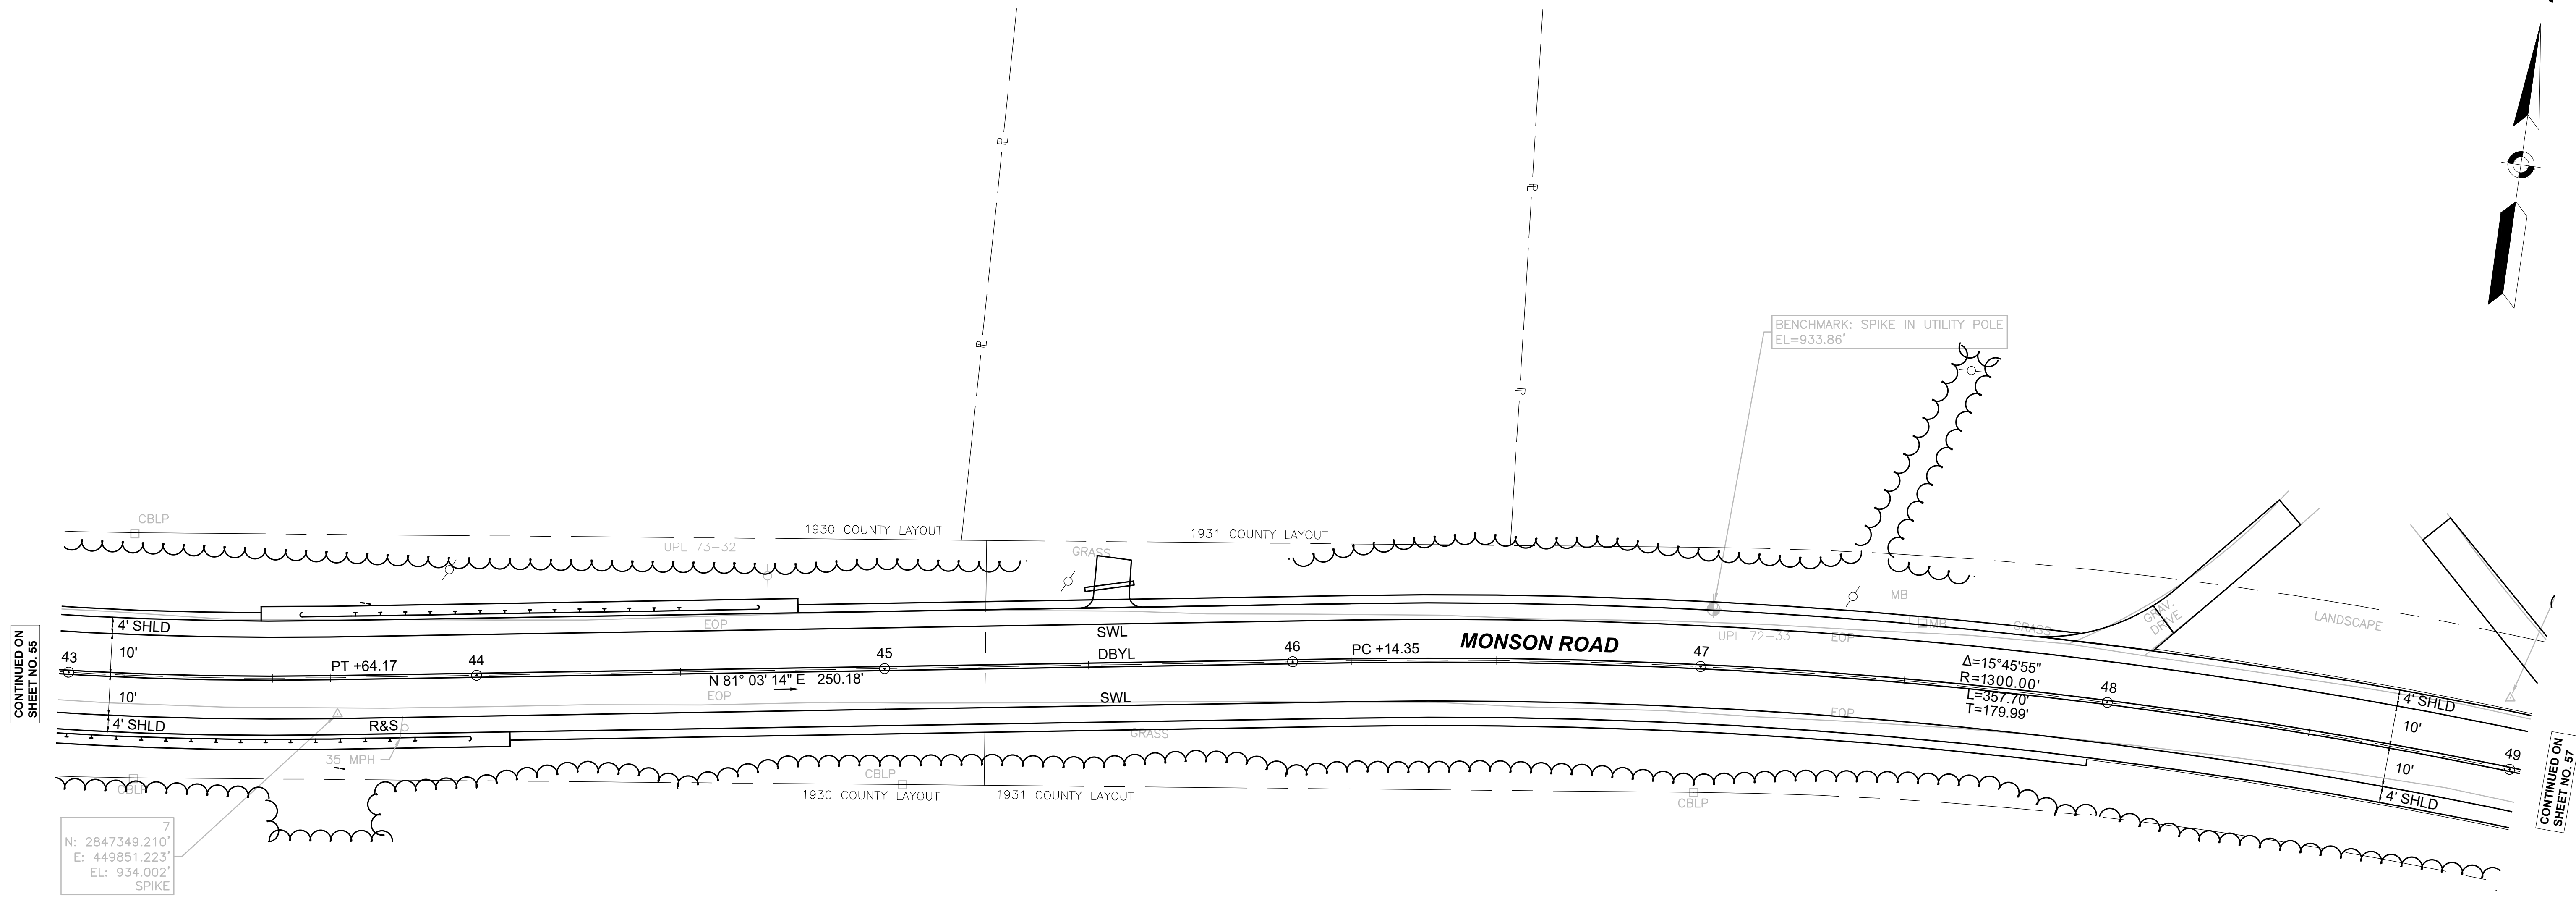 BENCHMARK: SPIKE IN UTILITY POLE
EL=933.86'
CBLP
1930 COUNTY LAYOUT
1931 COUNTY LAYOUT
UPL 73-32
GRASS
MB
GRAV.
DRIVE
LANDSCAPE
4' SHLD
EOP
SWL
MONSON ROAD
UPL 72-33
EOP
LEJMB
GRASS
CONTINUED ON
SHEET NO. 55
43
10'
PT +64.17
44
45
DBYL
46
PC +14.35
47
Δ=15°45'55"
R=1300.00'
L=357.70'
T=179.99'
48
4' SHLD
N 81° 03' 14" E 250.18'
10'
EOP
SWL
EOP
10'
49
4' SHLD
R&S
GRASS
35 MPH
10'
4' SHLD
CONTINUED ON
SHEET NO. 57
CBLP
CBLP
1930 COUNTY LAYOUT
1931 COUNTY LAYOUT
CBLP
7
N: 2847349.210'
E: 449851.223'
EL: 934.002'
SPIKE
PL
PL
PL
PL